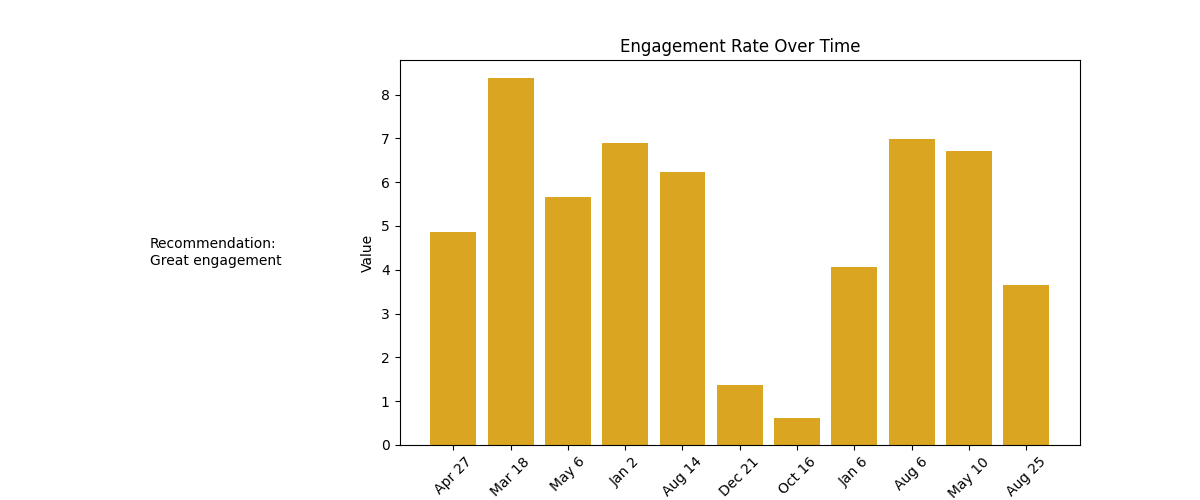 Engagement Rate Over Time
Recommendation:
Great engagement
Value
8
7
6
5
4
3
2
1
0
Apr 27
Mar 18
May 6
Jan 2
Aug 14
Dec 21
Oct 16
Jan 6
Aug 6
May 10
Aug 25